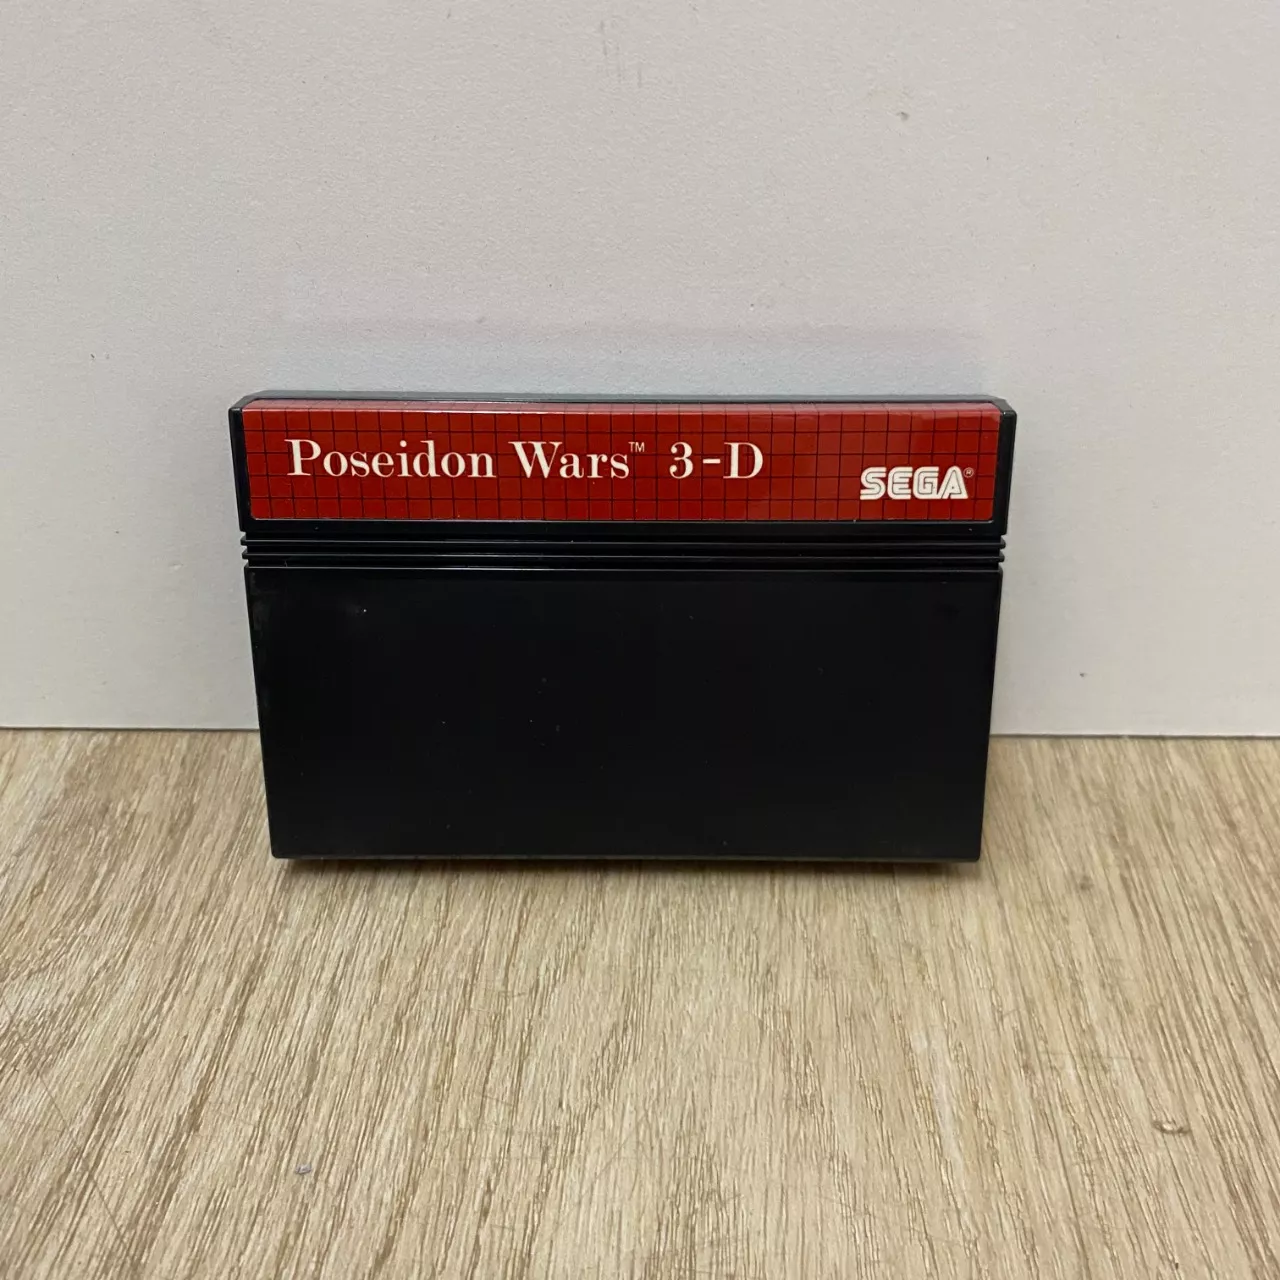 Poseidon Wars™ 3-D
SEGA®